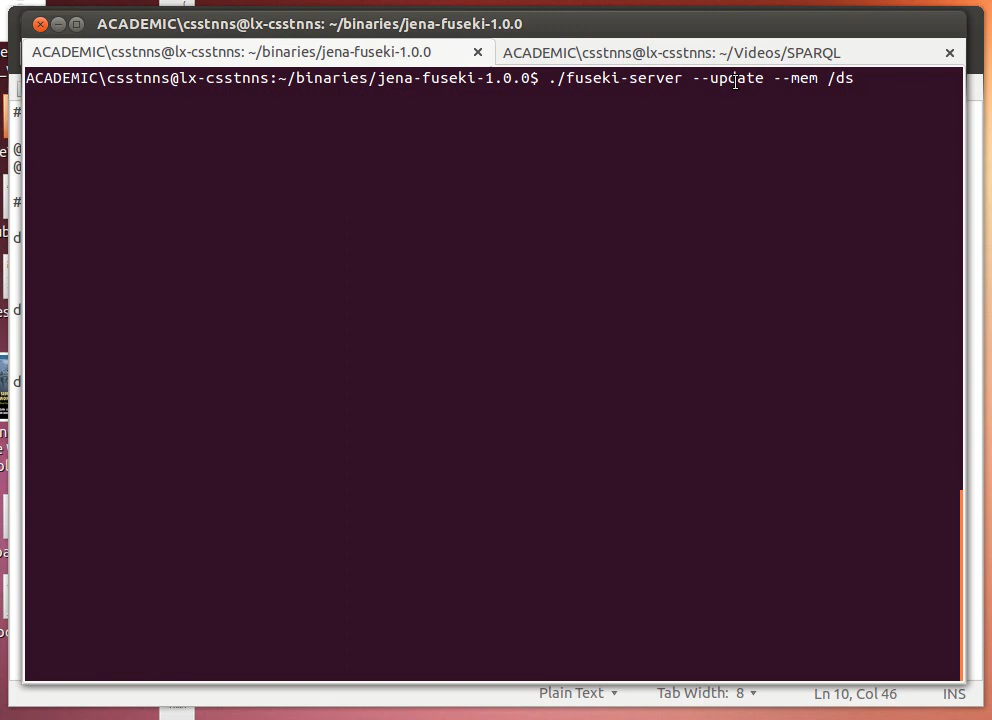 ACADEMIC\csstnns@lx-csstnns: ~/binaries/jena-fuseki-1.0.0
ACADEMIC\csstnns@lx-csstnns: ~/binaries/jena-fuseki-1.0.0 ×
ACADEMIC\csstnns@lx-csstnns: ~/Videos/SPARQL ×
ACADEMIC\csstnns@lx-csstnns:~/binaries/jena-fuseki-1.0.0$ ./fuseki-server --update --mem /ds
#
@
@
#
d
d
d
Plain Text Tab Width: 8 Ln 10, Col 46 INS